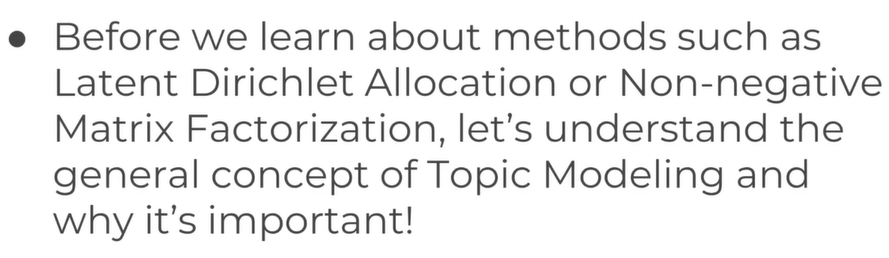 ● Before we learn about methods such as
Latent Dirichlet Allocation or Non-negative
Matrix Factorization, let’s understand the
general concept of Topic Modeling and
why it’s important!